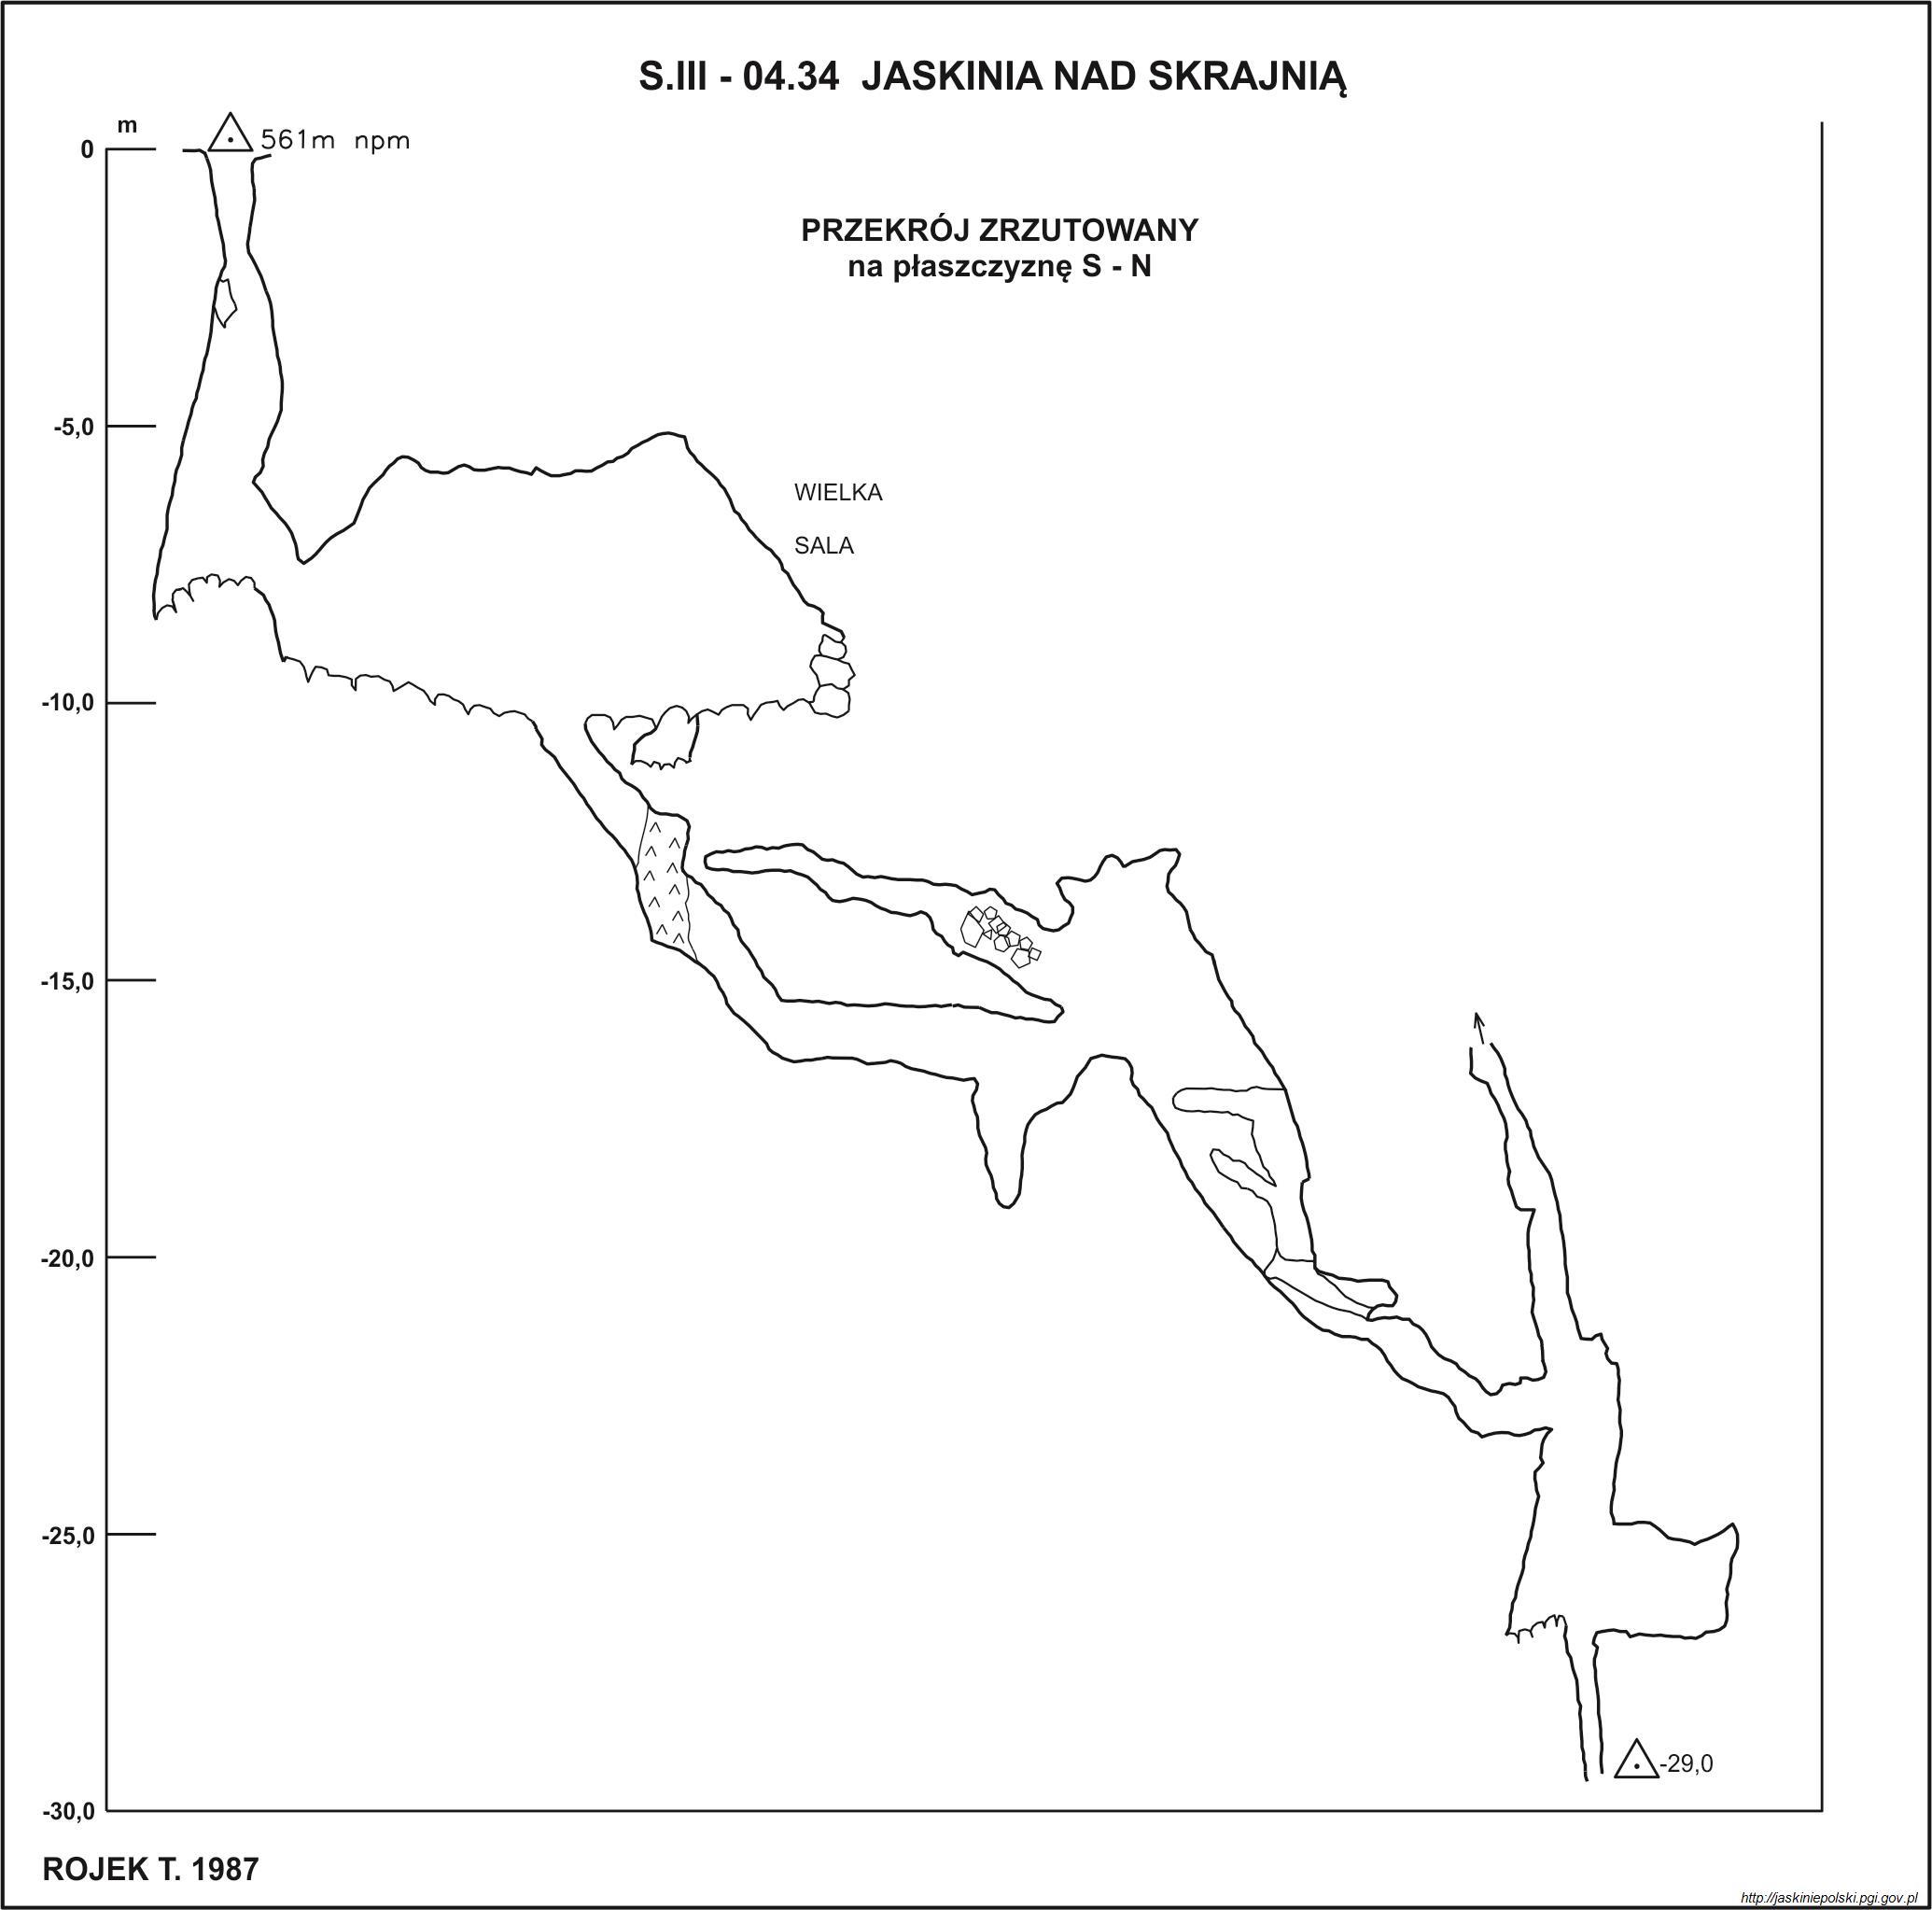 S.III - 04.34 JASKINIA NAD SKRAJNIĄ
m
0
561m npm
PRZEKRÓJ ZRZUTOWANY
na płaszczyznę S - N
-5,0
WIELKA
SALA
-10,0
-15,0
-20,0
-25,0
-29,0
-30,0
ROJEK T. 1987
http://jaskiniepolski.pgi.gov.pl